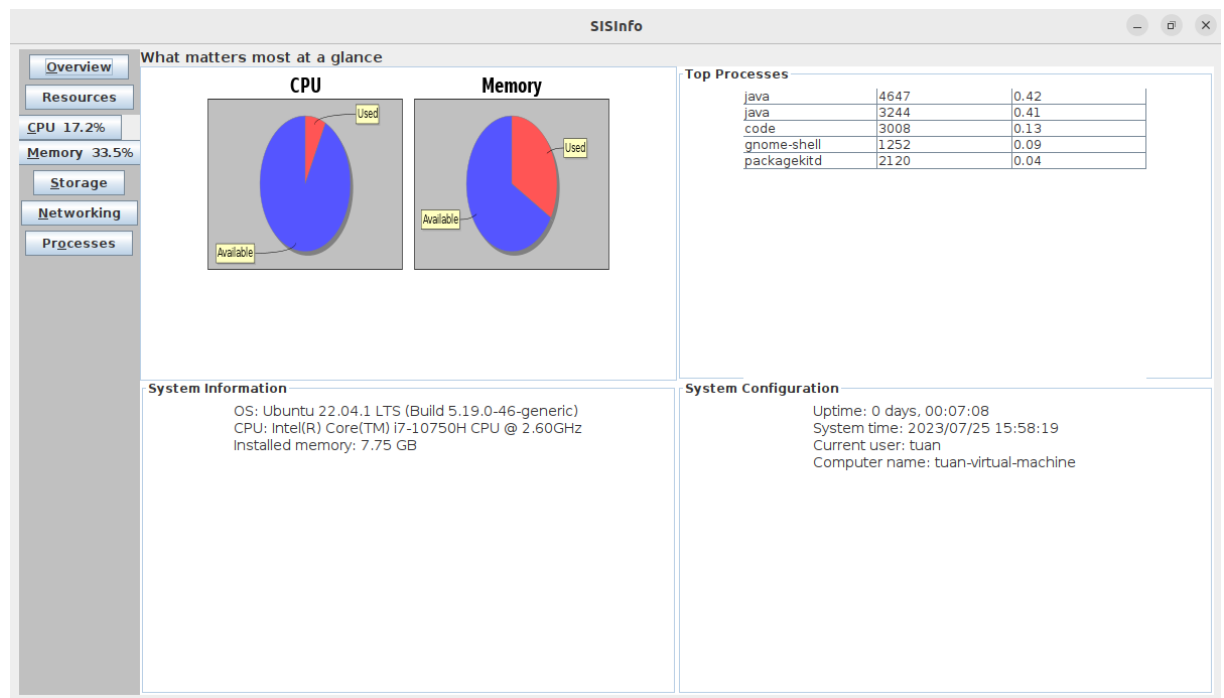 SISInfo
Overview
Resources
CPU 17.2%
Memory 33.5%
Storage
Networking
Processes
What matters most at a glance
CPU
Used
Available
Memory
Used
Available
Top Processes
java 4647 0.42
java 3244 0.41
code 3008 0.13
gnome-shell 1252 0.09
packagekitd 2120 0.04
System Information
OS: Ubuntu 22.04.1 LTS (Build 5.19.0-46-generic)
CPU: Intel(R) Core(TM) i7-10750H CPU @ 2.60GHz
Installed memory: 7.75 GB
System Configuration
Uptime: 0 days, 00:07:08
System time: 2023/07/25 15:58:19
Current user: tuan
Computer name: tuan-virtual-machine